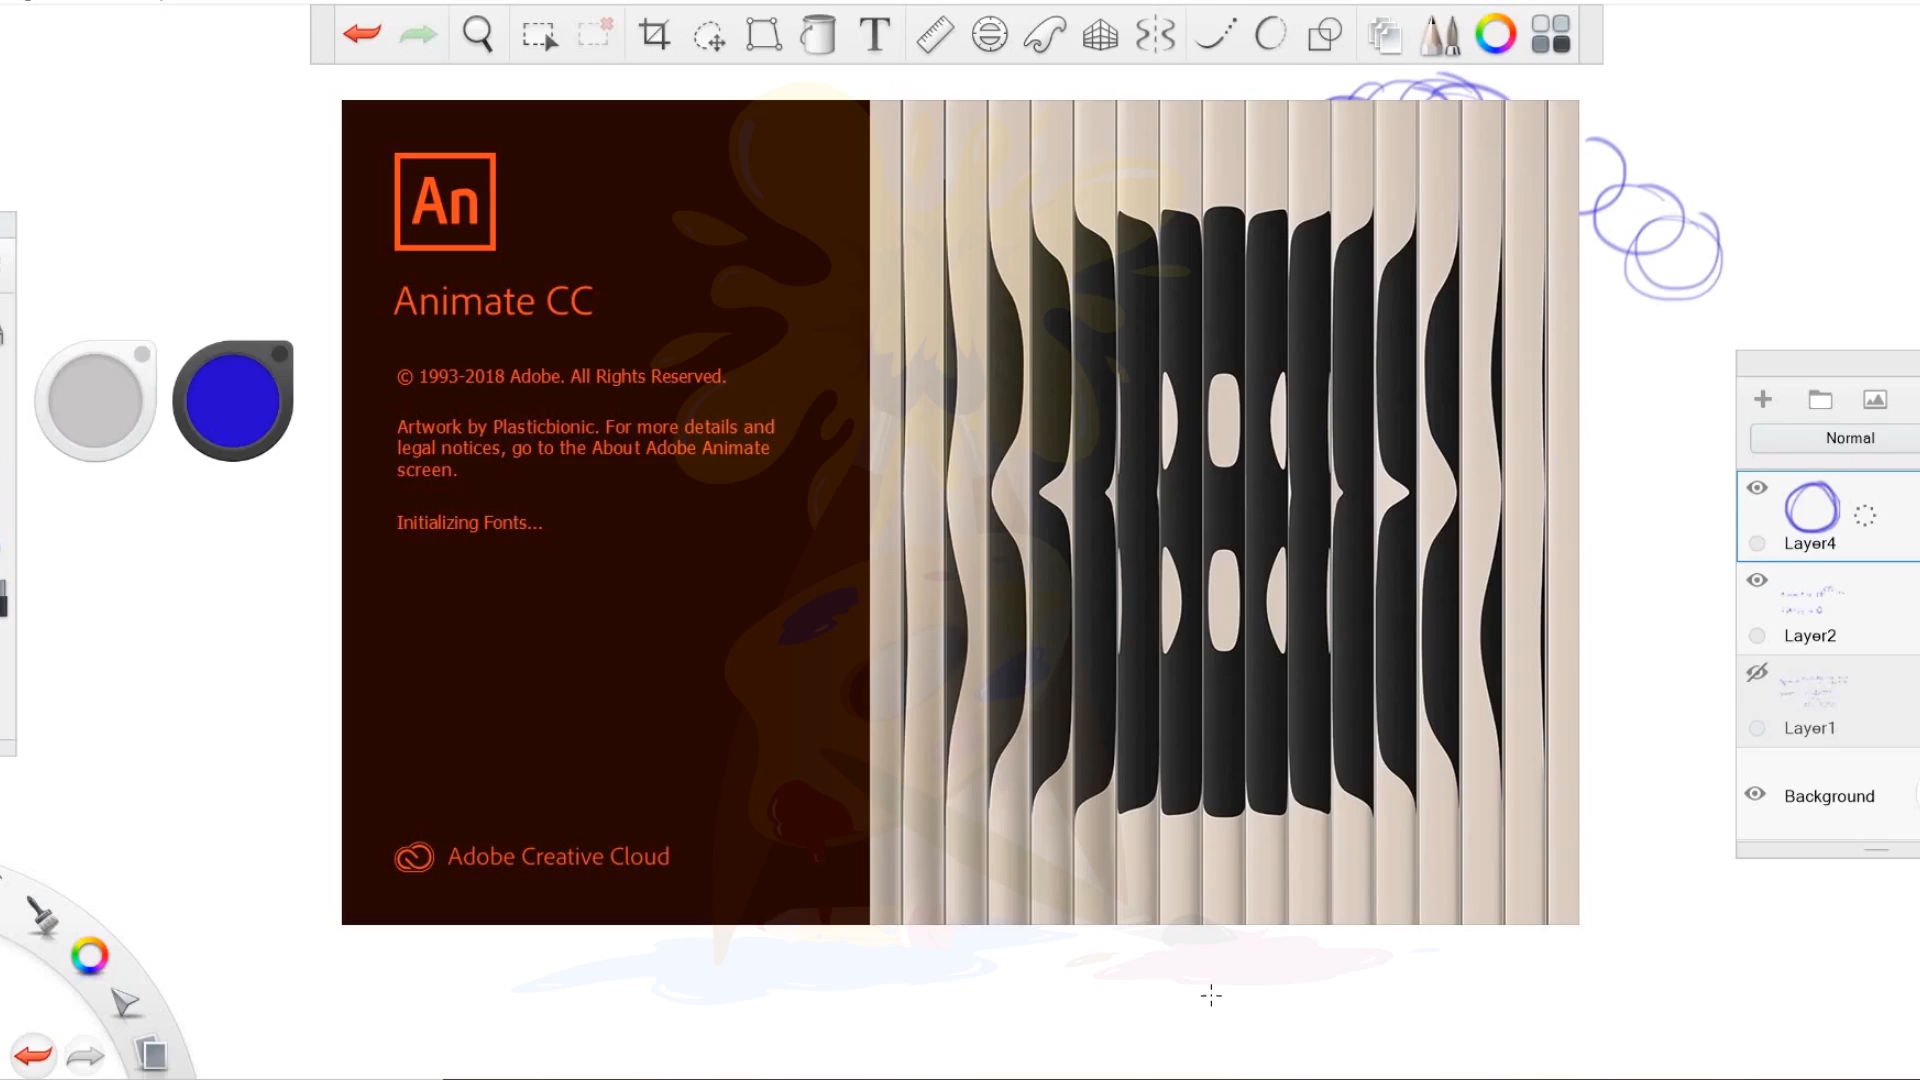 T
An
Animate CC
© 1993-2018 Adobe. All Rights Reserved.
Artwork by Plasticbionic. For more details and
legal notices, go to the About Adobe Animate
screen.
Initializing Fonts...
Adobe Creative Cloud
Normal
Layer4
Layer2
Layer1
Background